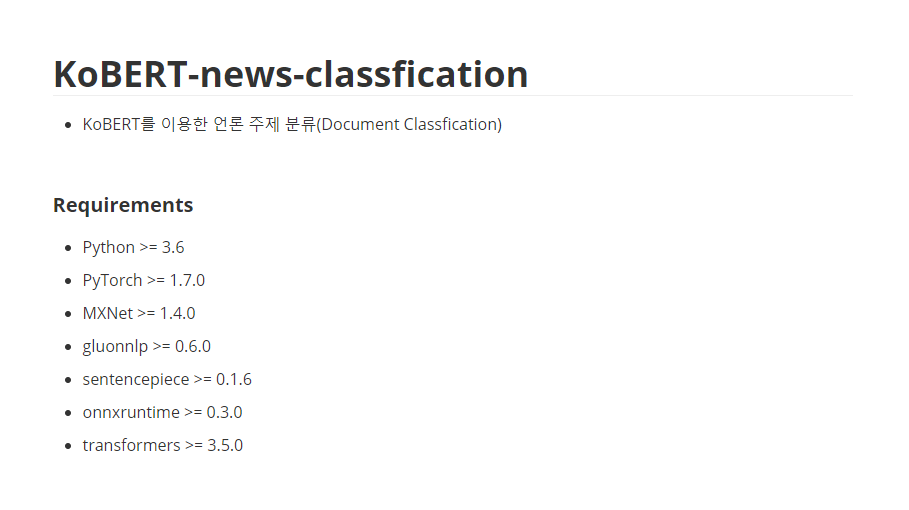 KoBERT-news-classfication
• KoBERT를 이용한 언론 주제 분류(Document Classfication)
Requirements
• Python >= 3.6
• PyTorch >= 1.7.0
• MXNet >= 1.4.0
• gluonnlp >= 0.6.0
• sentencepiece >= 0.1.6
• onnxruntime >= 0.3.0
• transformers >= 3.5.0